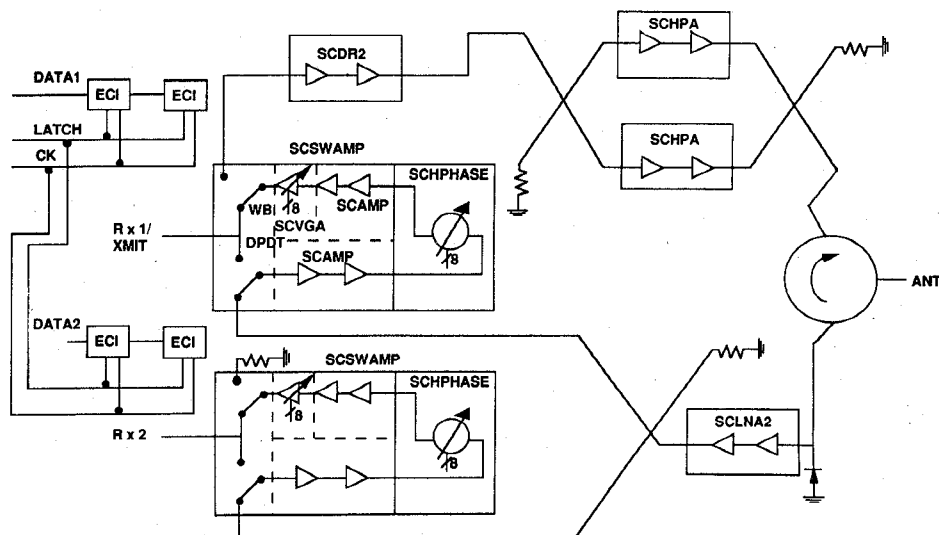 SCHPA
SCDR2
DATA1
ECI
ECI
LATCH
SCHPA
CK
SCSWAMP
SCHPHASE
WB
SCAMP
8
R x 1/
XMIT
SCVGA
DPDT
SCAMP
8
ANT
DATA2
ECI
ECI
SCSWAMP
SCHPHASE
8
SCLNA2
R x 2
8